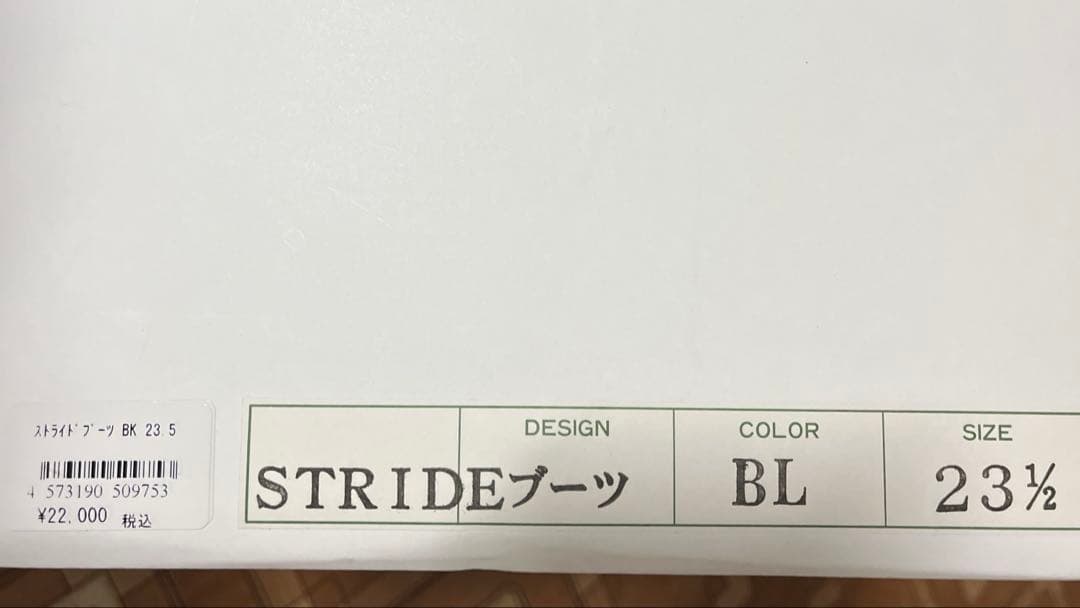 ｽﾄﾗｲﾄﾞﾌﾞｰﾂ BK 23.5
4 573190 509753
¥22,000 税込
DESIGN COLOR SIZE
STRIDEブーツ BL 23½